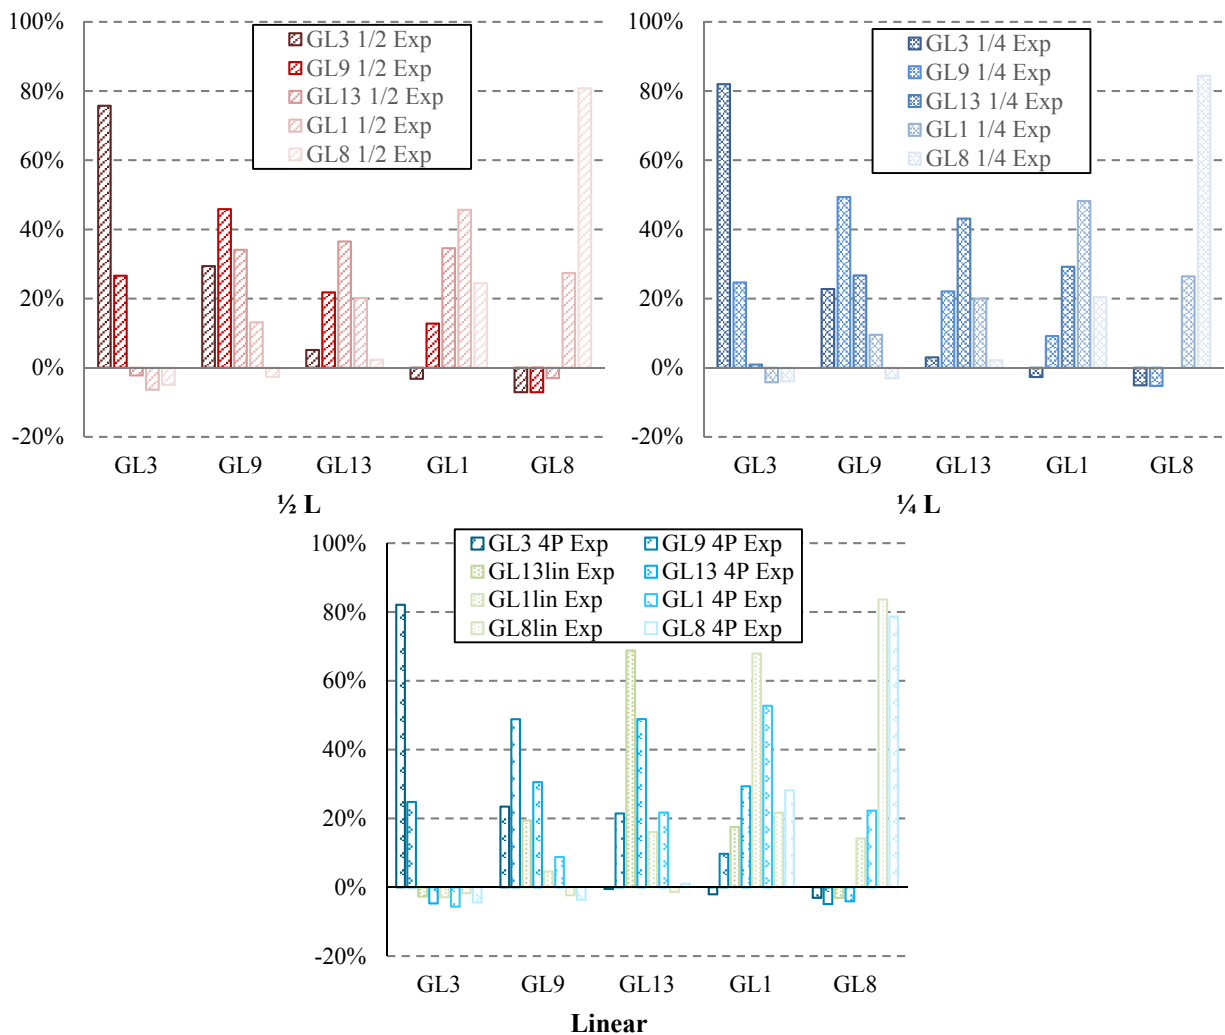 100%
80%
60%
40%
20%
0%
-20%
GL3 1/2 Exp
GL9 1/2 Exp
GL13 1/2 Exp
GL1 1/2 Exp
GL8 1/2 Exp
GL3 GL9 GL13 GL1 GL8
½ L
100%
80%
60%
40%
20%
0%
-20%
GL3 1/4 Exp
GL9 1/4 Exp
GL13 1/4 Exp
GL1 1/4 Exp
GL8 1/4 Exp
GL3 GL9 GL13 GL1 GL8
¼ L
100%
80%
60%
40%
20%
0%
-20%
GL3 4P Exp GL9 4P Exp
GL13lin Exp GL13 4P Exp
GL1lin Exp GL1 4P Exp
GL8lin Exp GL8 4P Exp
GL3 GL9 GL13 GL1 GL8
Linear